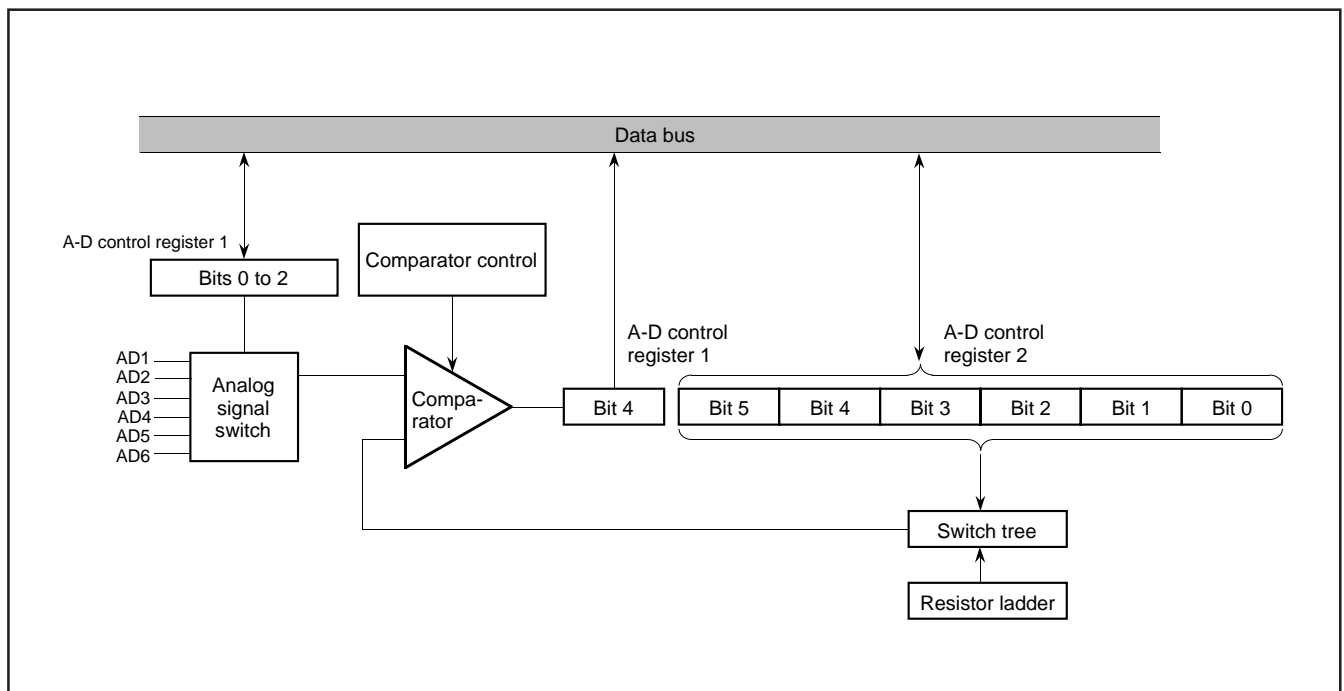 Data bus
A-D control register 1
Bits 0 to 2
Comparator control
AD1
AD2
AD3
AD4
AD5
AD6
Analog
signal
switch
Compa-
rator
Bit 4
A-D control
register 1
A-D control
register 2
Bit 5
Bit 4
Bit 3
Bit 2
Bit 1
Bit 0
Switch tree
Resistor ladder